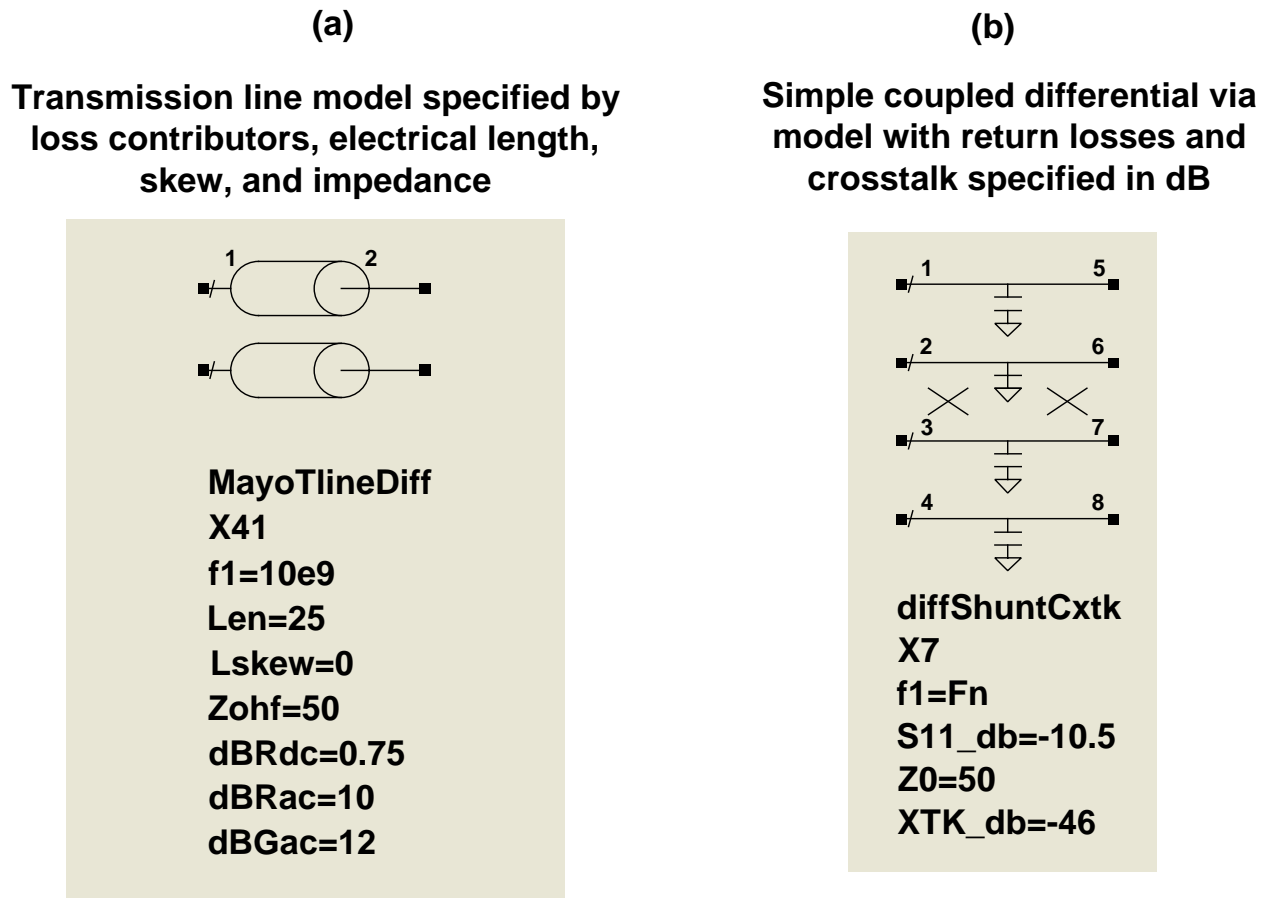 (a)
Transmission line model specified by
loss contributors, electrical length,
skew, and impedance
1 2
MayoTlineDiff
X41
f1=10e9
Len=25
Lskew=0
Zohf=50
dBRdc=0.75
dBRac=10
dBGac=12
(b)
Simple coupled differential via
model with return losses and
crosstalk specified in dB
1 5
2 6
3 7
4 8
diffShuntCxtk
X7
f1=Fn
S11_db=-10.5
Z0=50
XTK_db=-46